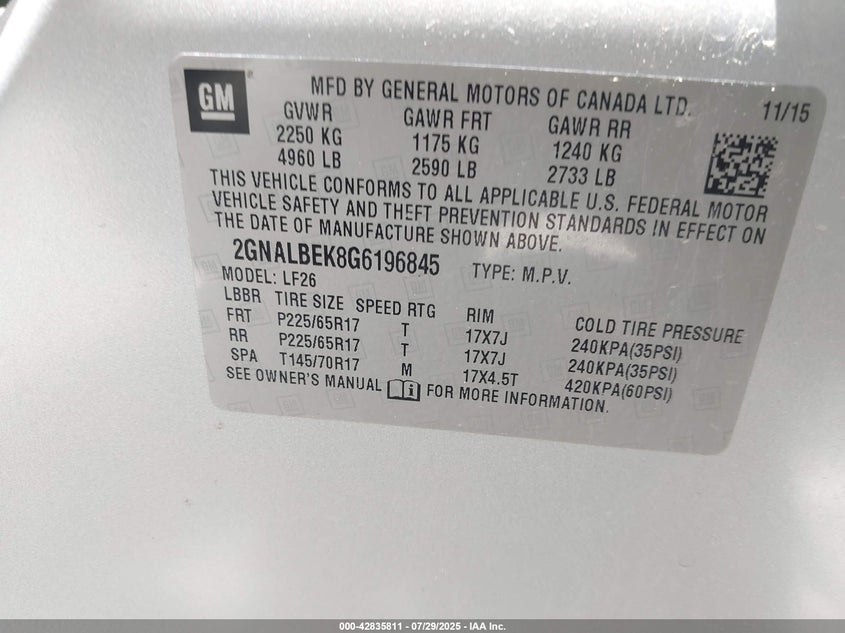 GM ®
MFD BY GENERAL MOTORS OF CANADA LTD. 11/15
GVWR GAWR FRT GAWR RR
2250 KG 1175 KG 1240 KG
4960 LB 2590 LB 2733 LB
THIS VEHICLE CONFORMS TO ALL APPLICABLE U.S. FEDERAL MOTOR
VEHICLE SAFETY AND THEFT PREVENTION STANDARDS IN EFFECT ON
THE DATE OF MANUFACTURE SHOWN ABOVE.
2GNALBEK8G6196845 TYPE: M.P.V.
MODEL: LF26
LBBR TIRE SIZE SPEED RTG RIM COLD TIRE PRESSURE
FRT P225/65R17 T 17X7J 240KPA(35PSI)
RR P225/65R17 T 17X7J 240KPA(35PSI)
SPA T145/70R17 M 17X4.5T 420KPA(60PSI)
SEE OWNER'S MANUAL i FOR MORE INFORMATION.
000-42835811 - 07/29/2025 - IAA Inc.